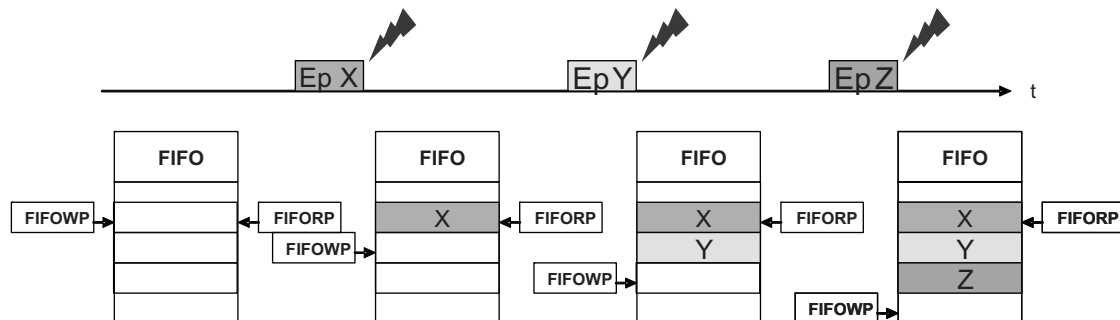 Ep X Ep Y Ep Z
t
FIFO FIFO FIFO FIFO
FIFOWP FIFORP X FIFORP X FIFORP X FIFORP
FIFOWP Y Y
FIFOWP Z
FIFOWP